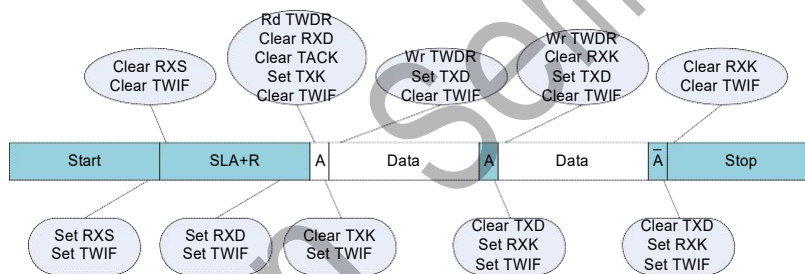 Rd TWDR
Clear RXD
Clear TACK
Set TXK
Clear TWIF
Clear RXS
Clear TWIF
Wr TWDR
Set TXD
Clear TWIF
Wr TWDR
Clear RXK
Set TXD
Clear TWIF
Clear RXK
Clear TWIF
Start
SLA+R
A
Data
A
Data
A̅
Stop
Set RXS
Set TWIF
Set RXD
Set TWIF
Clear TXK
Set TWIF
Clear TXD
Set RXK
Set TWIF
Clear TXD
Set RXK
Set TWIF